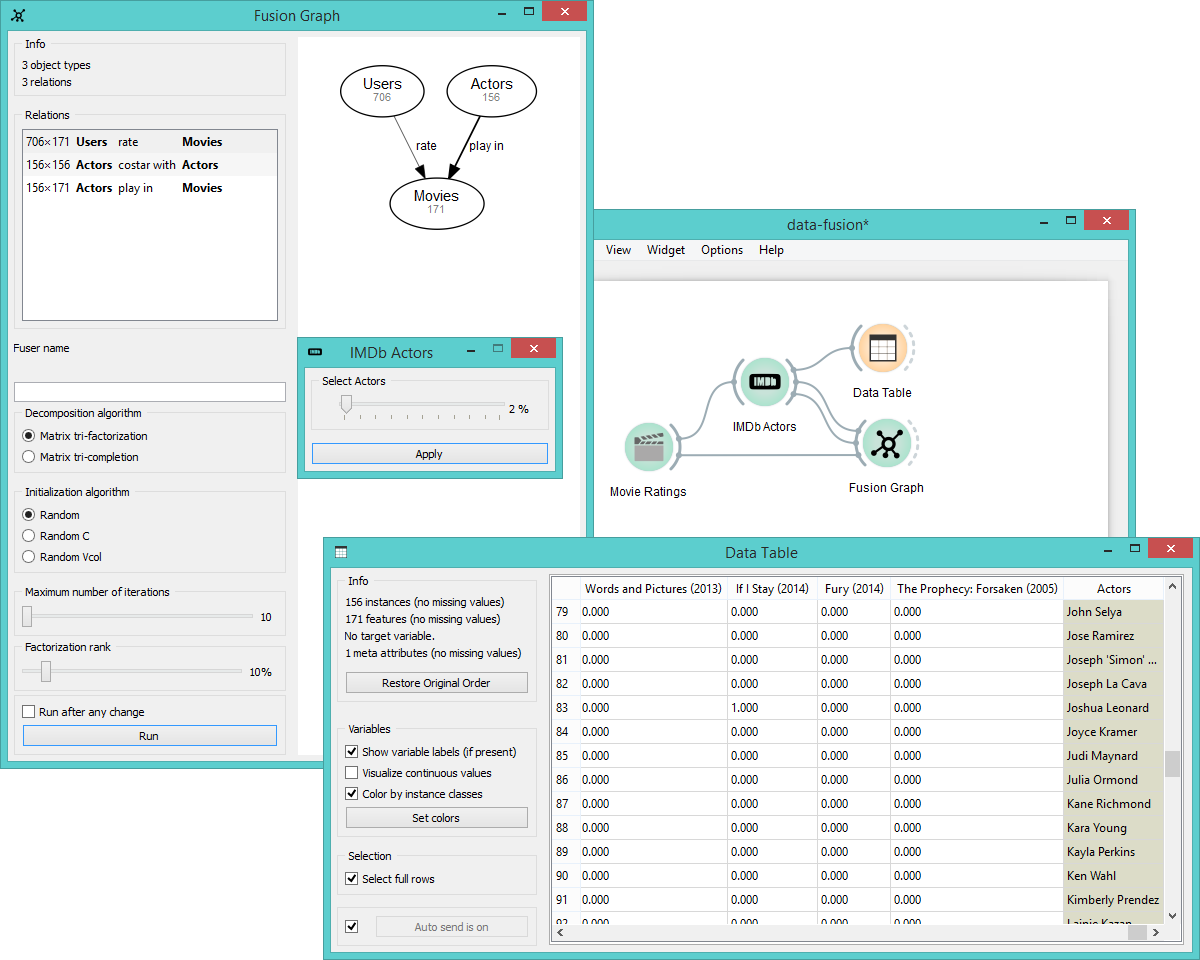 Fusion Graph
Info
3 object types
3 relations
Relations
706×171 Users rate Movies
156×156 Actors costar with Actors
156×171 Actors play in Movies
Fuser name
Decomposition algorithm
Matrix tri-factorization
Matrix tri-completion
Initialization algorithm
Random
Random C
Random Vcol
Maximum number of iterations
10
Factorization rank
10%
Run after any change
Run
Users
706
Actors
156
rate
play in
Movies
171
IMDb Actors
Select Actors
2 %
Apply
data-fusion*
View Widget Options Help
IMDb
Data Table
IMDb Actors
Movie Ratings
Fusion Graph
Data Table
Info
156 instances (no missing values)
171 features (no missing values)
No target variable.
1 meta attributes (no missing values)
Restore Original Order
Variables
Show variable labels (if present)
Visualize continuous values
Color by instance classes
Set colors
Selection
Select full rows
Auto send is on
Words and Pictures (2013) If I Stay (2014) Fury (2014) The Prophecy: Forsaken (2005) Actors
79 0.000 0.000 0.000 0.000 John Selya
80 0.000 0.000 0.000 0.000 Jose Ramirez
81 0.000 0.000 0.000 0.000 Joseph 'Simon' ...
82 0.000 0.000 0.000 0.000 Joseph La Cava
83 0.000 1.000 0.000 0.000 Joshua Leonard
84 0.000 0.000 0.000 0.000 Joyce Kramer
85 0.000 0.000 0.000 0.000 Judi Maynard
86 0.000 0.000 0.000 0.000 Julia Ormond
87 0.000 0.000 0.000 0.000 Kane Richmond
88 0.000 0.000 0.000 0.000 Kara Young
89 0.000 0.000 0.000 0.000 Kayla Perkins
90 0.000 0.000 0.000 0.000 Ken Wahl
91 0.000 0.000 0.000 0.000 Kimberly Prendez
92 0.000 0.000 0.000 0.000 Lainie Kazan